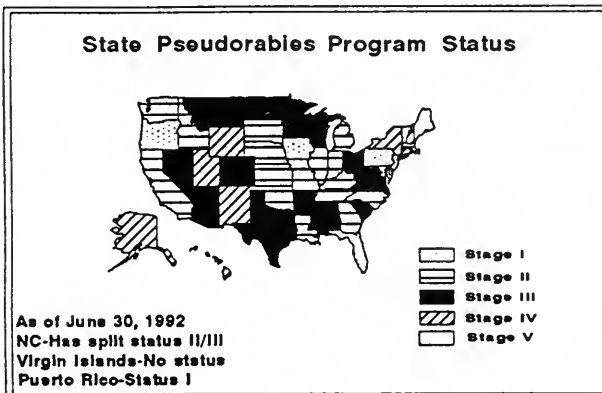 State Pseudorabies Program Status
Stage I
Stage II
Stage III
Stage IV
Stage V
As of June 30, 1992
NC-Has split status II/III
Virgin Islands-No status
Puerto Rico-Status I